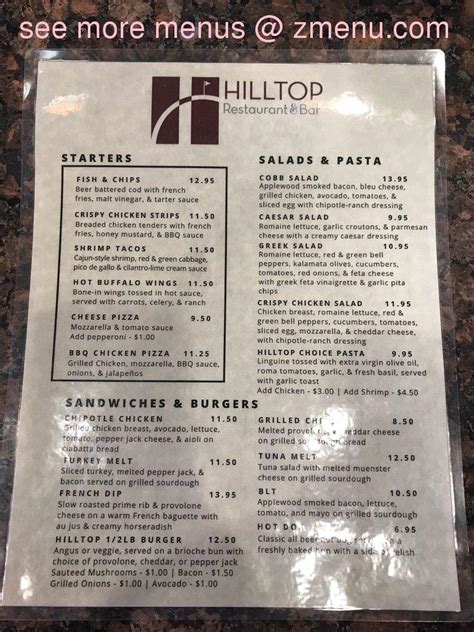 see more menus @ zmenu.com
HILLTOP
Restaurant & Bar
STARTERS
FISH & CHIPS 12.95
Beer battered cod with french
fries, malt vinegar, & tarter sauce
CRISPY CHICKEN STRIPS 11.50
Breaded chicken tenders with french
fries, honey mustard, & BBQ sauce
SHRIMP TACOS 11.50
Cajun-style shrimp, red & green cabbage,
pico de gallo & cilantro-lime cream sauce
HOT BUFFALO WINGS 11.50
Bone-in wings tossed in hot sauce,
served with carrots, celery, & ranch
CHEESE PIZZA 9.50
Mozzarella & tomato sauce
Add pepperoni - $1.00
BBQ CHICKEN PIZZA 11.25
Grilled Chicken, mozzarella, BBQ sauce,
onions, & jalapeños
SALADS & PASTA
COBB SALAD 13.95
Applewood smoked bacon, bleu cheese,
grilled chicken, avocado, tomatoes, &
sliced egg with chipotle-ranch dressing
CAESAR SALAD 9.95
Romaine lettuce, garlic croutons, & parmesan
cheese with a creamy caesar dressing
GREEK SALAD 10.95
Romaine lettuce, red & green bell
peppers, kalamata olives, cucumbers,
tomatoes, red onions, & feta cheese
with greek feta vinaigrette & garlic pita
chips
CRISPY CHICKEN SALAD 11.95
Chicken breast, romaine lettuce, red &
green bell peppers, cucumbers, tomatoes,
sliced egg, mozzarella, & cheddar cheese
with chipotle-ranch dressing
HILLTOP CHOICE PASTA 9.95
Linguine tossed with extra virgin olive oil,
roma tomatoes, garlic, & fresh basil, served
with garlic toast
Add Chicken - $3.00 | Add Shrimp - $4.50
SANDWICHES & BURGERS
CHIPOTLE CHICKEN 11.50
Grilled chicken breast, avocado, lettuce,
tomato, pepper jack cheese, & aioli on
ciabatta bread
TURKEY MELT 11.50
Sliced turkey, melted pepper jack, &
bacon served on grilled sourdough
FRENCH DIP 13.95
Slow roasted prime rib & provolone
cheese on a warm French baguette with
au jus & creamy horseradish
HILLTOP 1/2LB BURGER 12.50
Angus or veggie, served on a brioche bun with
choice of provolone, cheddar, or pepper jack
Sauteed Mushrooms - $1.00 | Bacon - $1.50
Grilled Onions - $1.00 | Avocado - $1.00
GRILLED 8.50
Melted cheddar cheese
on grilled sourdough bread
TUNA MELT 12.50
Tuna salad with melted muenster
cheese on grilled sourdough
BLT 10.50
Applewood smoked bacon, lettuce,
tomato, and mayo on grilled sourdough
HOT 6.95
Classic all beef served on a
freshly baked bun with a side of relish